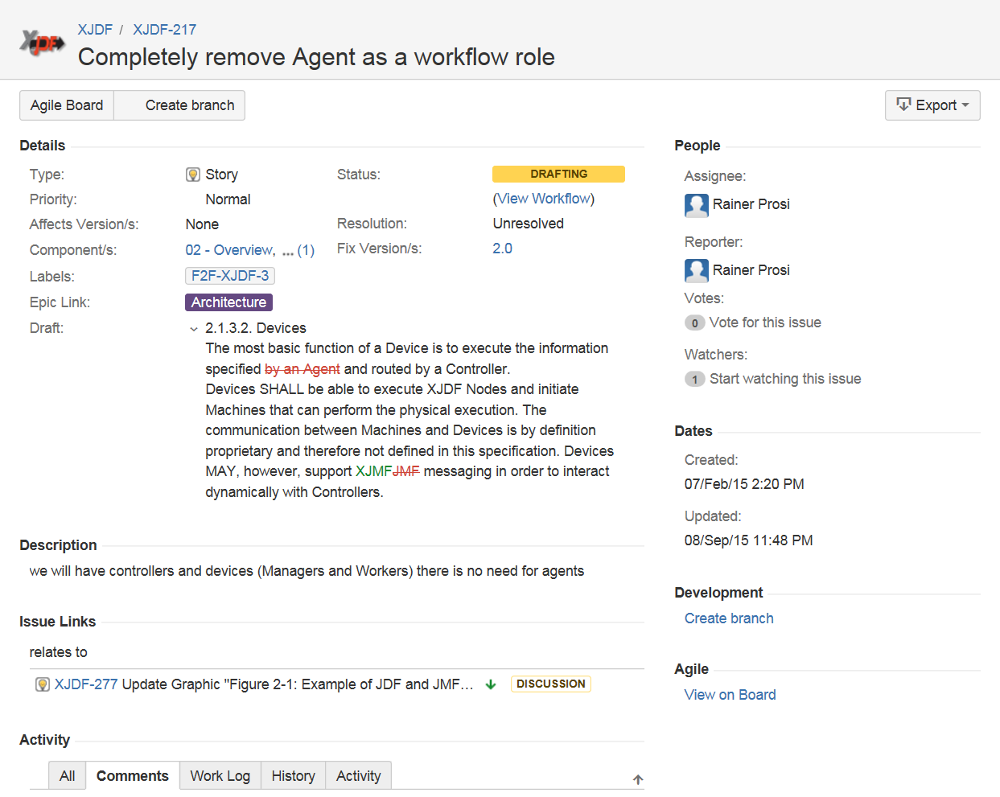 XJDF
XJDF / XJDF-217
Completely remove Agent as a workflow role
Agile Board Create branch
Export
Details
Type: Story
Status: DRAFTING
Priority: Normal
(View Workflow)
Affects Version/s: None
Resolution: Unresolved
Component/s: 02 - Overview, ... (1)
Fix Version/s: 2.0
Labels: F2F-XJDF-3
Epic Link: Architecture
Draft: 2.1.3.2. Devices
The most basic function of a Device is to execute the information
specified by an Agent and routed by a Controller.
Devices SHALL be able to execute XJDF Nodes and initiate
Machines that can perform the physical execution. The
communication between Machines and Devices is by definition
proprietary and therefore not defined in this specification. Devices
MAY, however, support XJMFJMF messaging in order to interact
dynamically with Controllers.
Description
we will have controllers and devices (Managers and Workers) there is no need for agents
Issue Links
relates to
XJDF-277 Update Graphic "Figure 2-1: Example of JDF and JMF... DISCUSSION
Activity
All Comments Work Log History Activity
People
Assignee:
Rainer Prosi
Reporter:
Rainer Prosi
Votes:
0 Vote for this issue
Watchers:
1 Start watching this issue
Dates
Created:
07/Feb/15 2:20 PM
Updated:
08/Sep/15 11:48 PM
Development
Create branch
Agile
View on Board